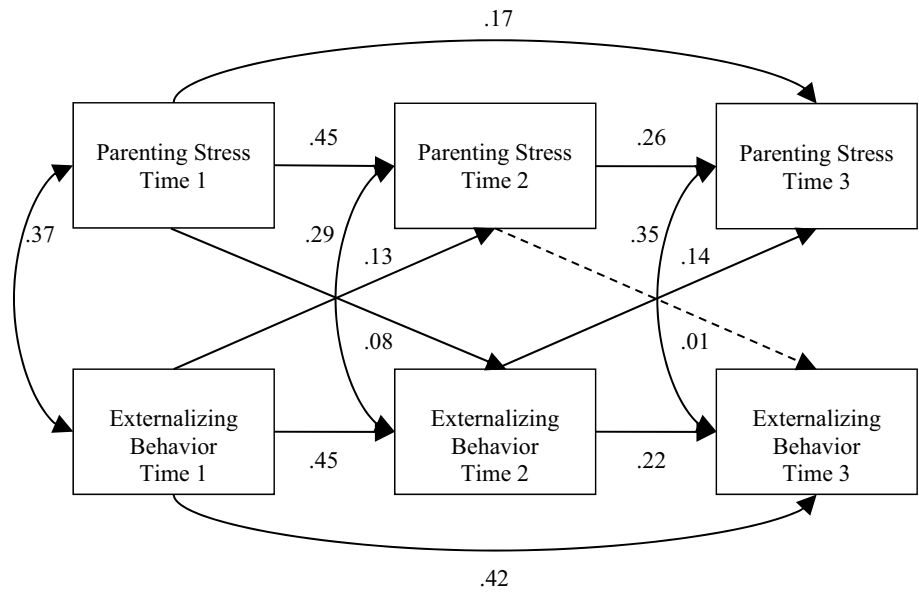 .17
Parenting Stress
Time 1
.45
Parenting Stress
Time 2
.26
Parenting Stress
Time 3
.37
.29
.13
.35
.14
.08
.01
Externalizing
Behavior
Time 1
.45
Externalizing
Behavior
Time 2
.22
Externalizing
Behavior
Time 3
.42